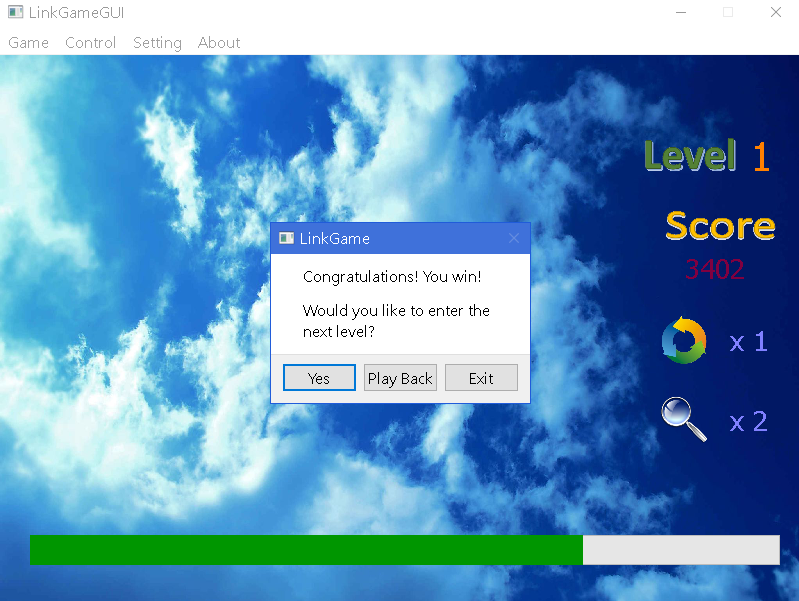 LinkGameGUI
Game Control Setting About
Level 1
Score
3402
LinkGame
Congratulations! You win!
Would you like to enter the
next level?
x 1
Yes Play Back Exit
x 2